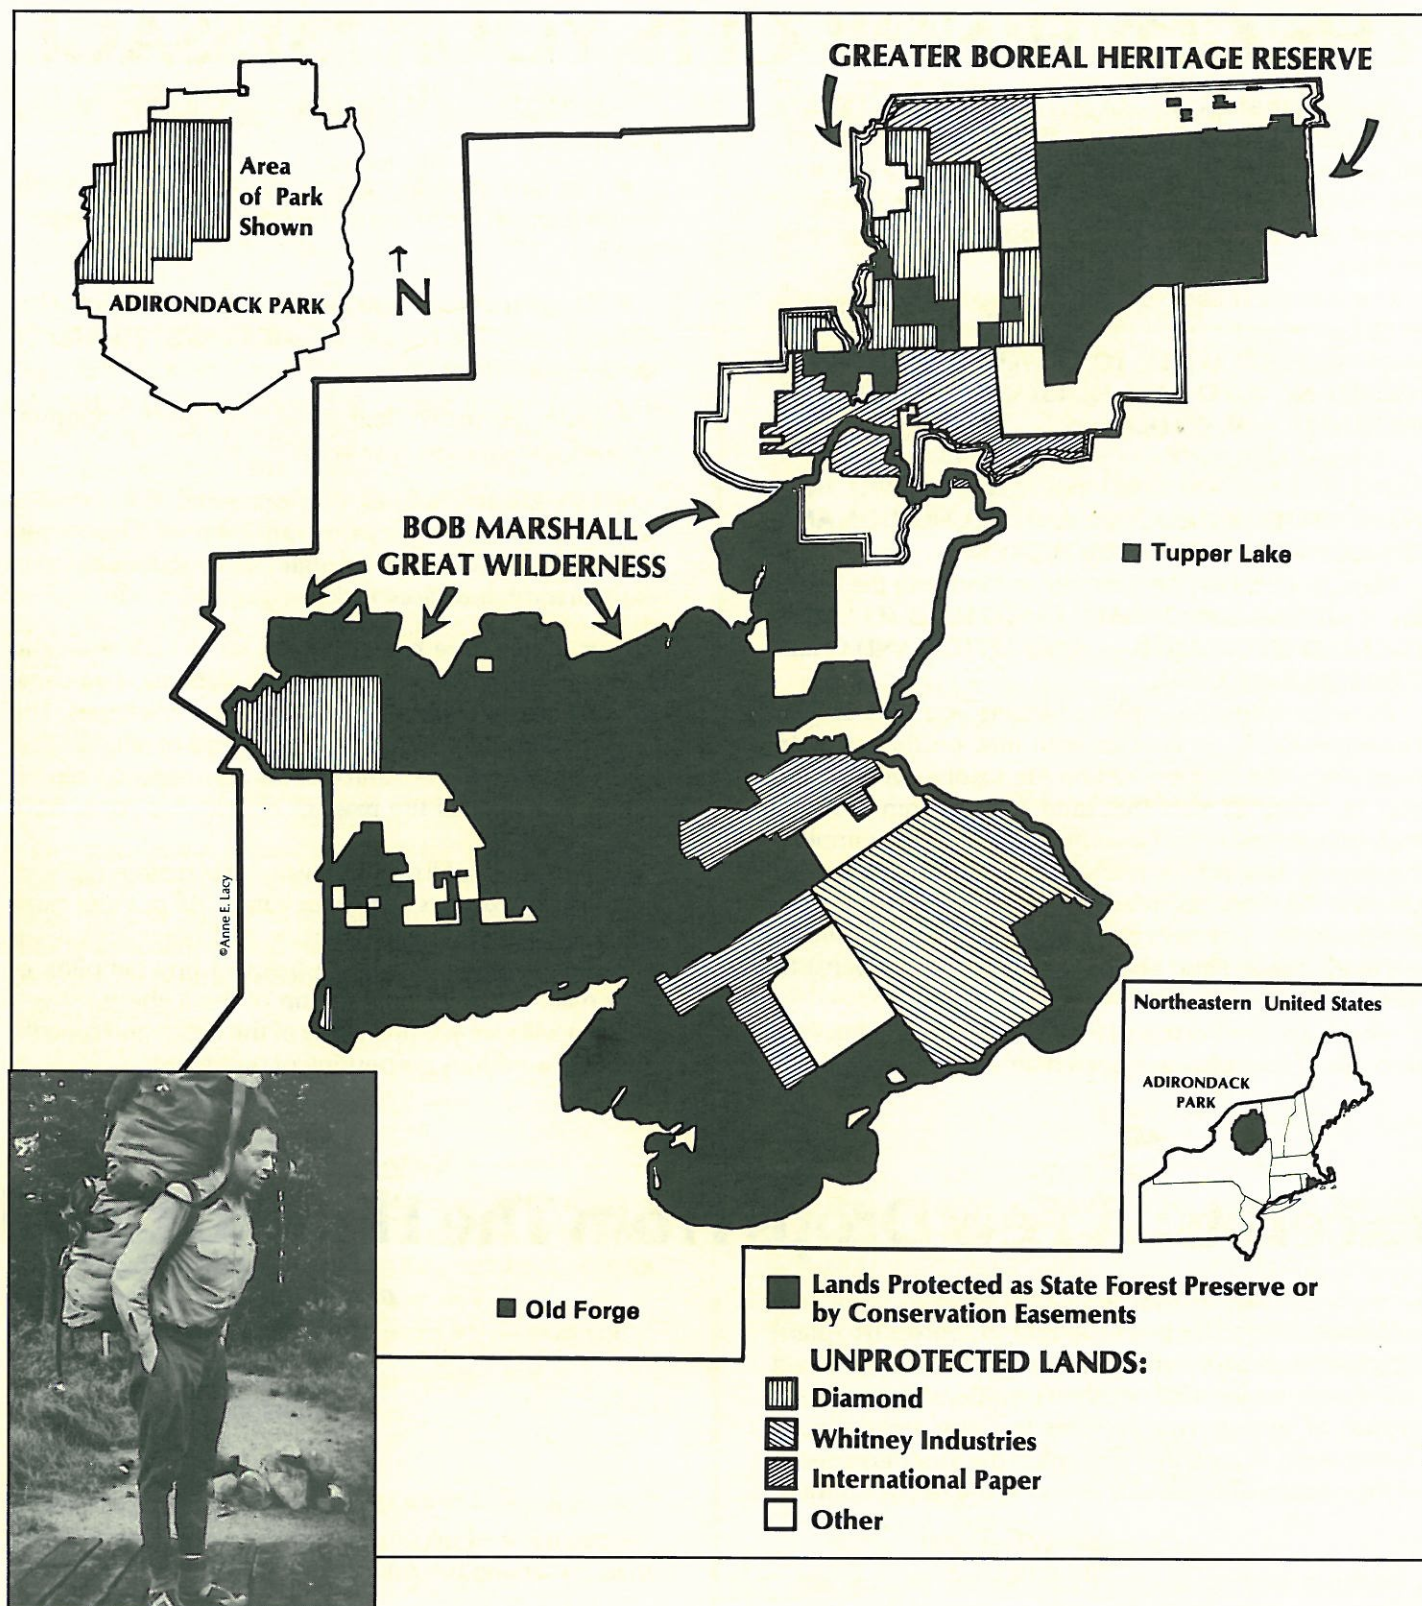 GREATER BOREAL HERITAGE RESERVE
Area
of Park
Shown
ADIRONDACK PARK
N
BOB MARSHALL
GREAT WILDERNESS
Tupper Lake
©Anne E. Lacy
Northeastern United States
ADIRONDACK
PARK
Old Forge
Lands Protected as State Forest Preserve or
by Conservation Easements
UNPROTECTED LANDS:
Diamond
Whitney Industries
International Paper
Other